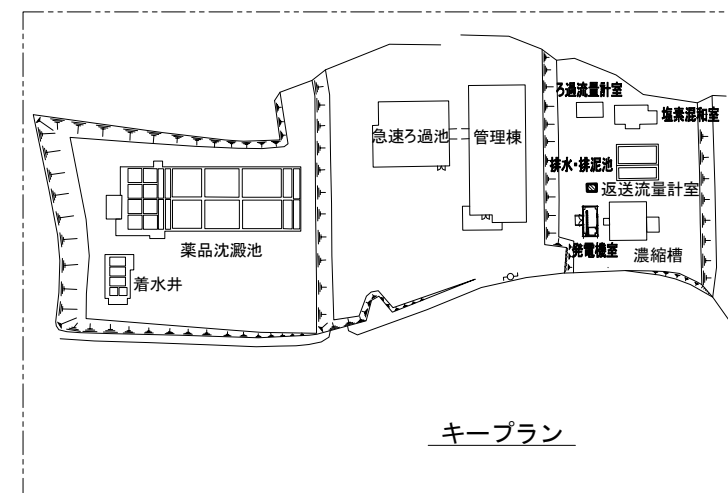 ろ過流量計室
塩素混和室
急速ろ過池
管理棟
排水・排泥池
返送流量計室
薬品沈澱池
発電機室
濃縮槽
着水井
キープラン